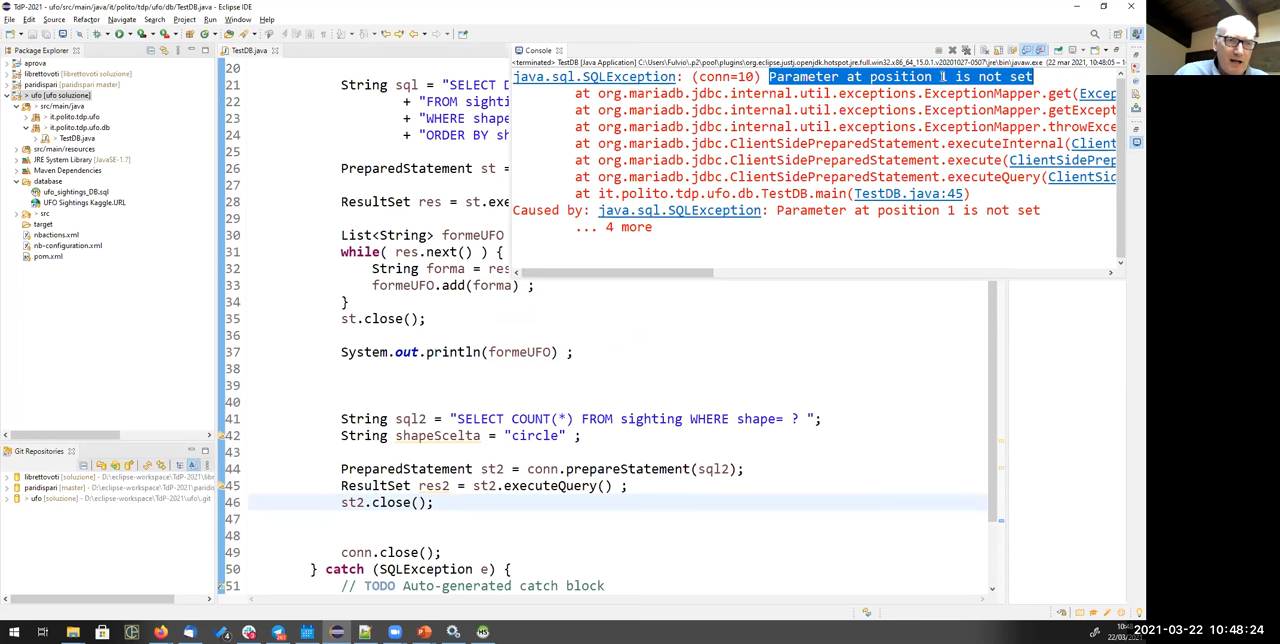 TdP-2021 - ufo/src/main/java/it/polito/tdp/ufo/db/TestDB.java - Eclipse IDE
File Edit Source Refactor Navigate Search Project Run Window Help
Package Explorer
aprova
librettovoti (librettovoti soluzione)
paridispari [paridispari master]
> ufo [ufo soluzione]
> src/main/java
it.polito.tdp.ufo
it.polito.tdp.ufo.db
TestDB.java
src/main/resources
JRE System Library [JavaSE-1.7]
Maven Dependencies
database
ufo_sightings_DB.sql
UFO Sightings Kaggle.URL
> src
target
nbactions.xml
nb-configuration.xml
pom.xml
Git Repositories
librettovoti [soluzione] - D:\eclipse-workspace\TdP-2021\libr
paridispari [master] - D:\eclipse-workspace\TdP-2021\paridis
> ufo [soluzione] - D:\eclipse-workspace\TdP-2021\ufo\.git
TestDB.java
20
21 String sql = "SELECT D
22 + "FROM sighti
23 + "WHERE shape
24 + "ORDER BY sh
25
26 PreparedStatement st =
27
28 ResultSet res = st.exe
29
30 List<String> formeUFO
31 while( res.next() ) {
32 String forma = res
33 formeUFO.add(forma) ;
34 }
35 st.close();
36
37 System.out.println(formeUFO) ;
38
39
40
41 String sql2 = "SELECT COUNT(*) FROM sighting WHERE shape= ? ";
42 String shapeScelta = "circle" ;
43
44 PreparedStatement st2 = conn.prepareStatement(sql2);
45 ResultSet res2 = st2.executeQuery() ;
46 st2.close();
47
48
49 conn.close();
50 } catch (SQLException e) {
51 // TODO Auto-generated catch block
Console
<terminated> TestDB [Java Application] C:\Users\Fulvio\.p2\pool\plugins\org.eclipse.justj.openjdk.hotspot.jre.full.win32.x86_64_15.0.1.v20201027-0507\jre\bin\javaw.exe (22 mar 2021, 10:48:05 –
java.sql.SQLException: (conn=10) Parameter at position 1 is not set
at org.mariadb.jdbc.internal.util.exceptions.ExceptionMapper.get(Excep
at org.mariadb.jdbc.internal.util.exceptions.ExceptionMapper.getExcept
at org.mariadb.jdbc.internal.util.exceptions.ExceptionMapper.throwExce
at org.mariadb.jdbc.ClientSidePreparedStatement.executeInternal(Client
at org.mariadb.jdbc.ClientSidePreparedStatement.execute(ClientSidePrep
at org.mariadb.jdbc.ClientSidePreparedStatement.executeQuery(ClientSid
at it.polito.tdp.ufo.db.TestDB.main(TestDB.java:45)
Caused by: java.sql.SQLException: Parameter at position 1 is not set
... 4 more
22/03/2021
2021-03-22 10:48:24